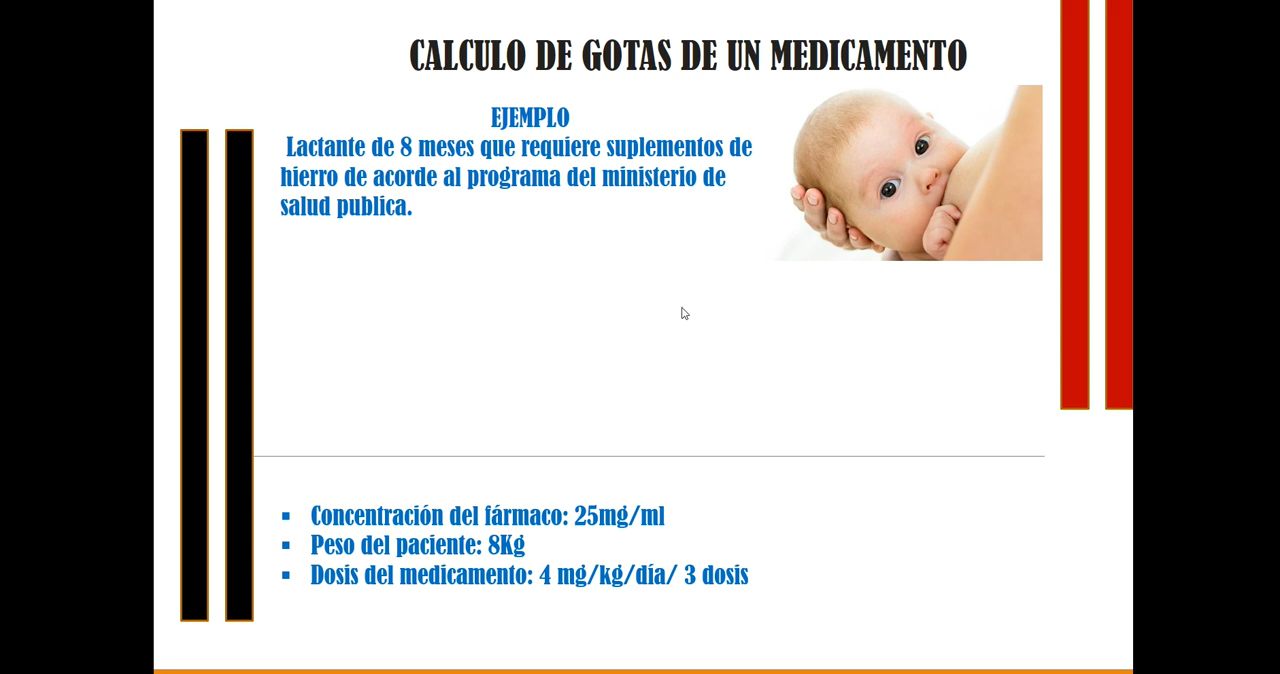 CALCULO DE GOTAS DE UN MEDICAMENTO
EJEMPLO
Lactante de 8 meses que requiere suplementos de
hierro de acorde al programa del ministerio de
salud publica.
▪ Concentración del fármaco: 25mg/ml
▪ Peso del paciente: 8Kg
▪ Dosis del medicamento: 4 mg/kg/día/ 3 dosis